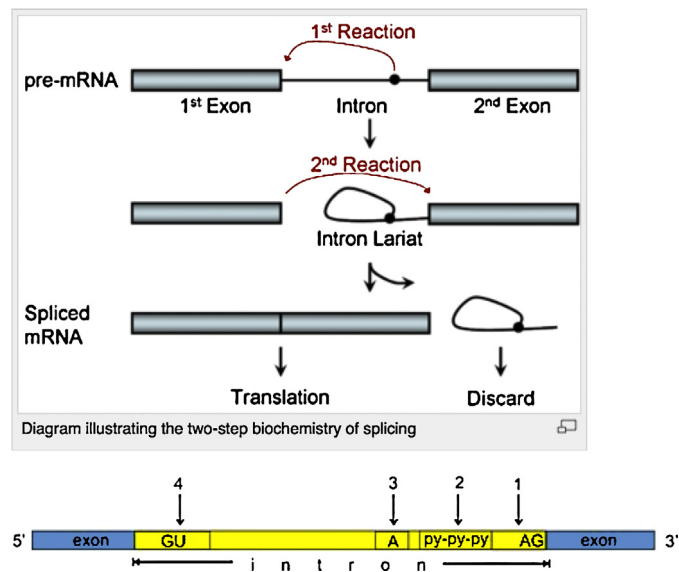 1st Reaction
pre-mRNA
1st Exon Intron 2nd Exon
2nd Reaction
Intron Lariat
Spliced
mRNA
Translation Discard
Diagram illustrating the two-step biochemistry of splicing
4 3 2 1
5' exon GU A py-py-py AG exon 3'
i n t r o n